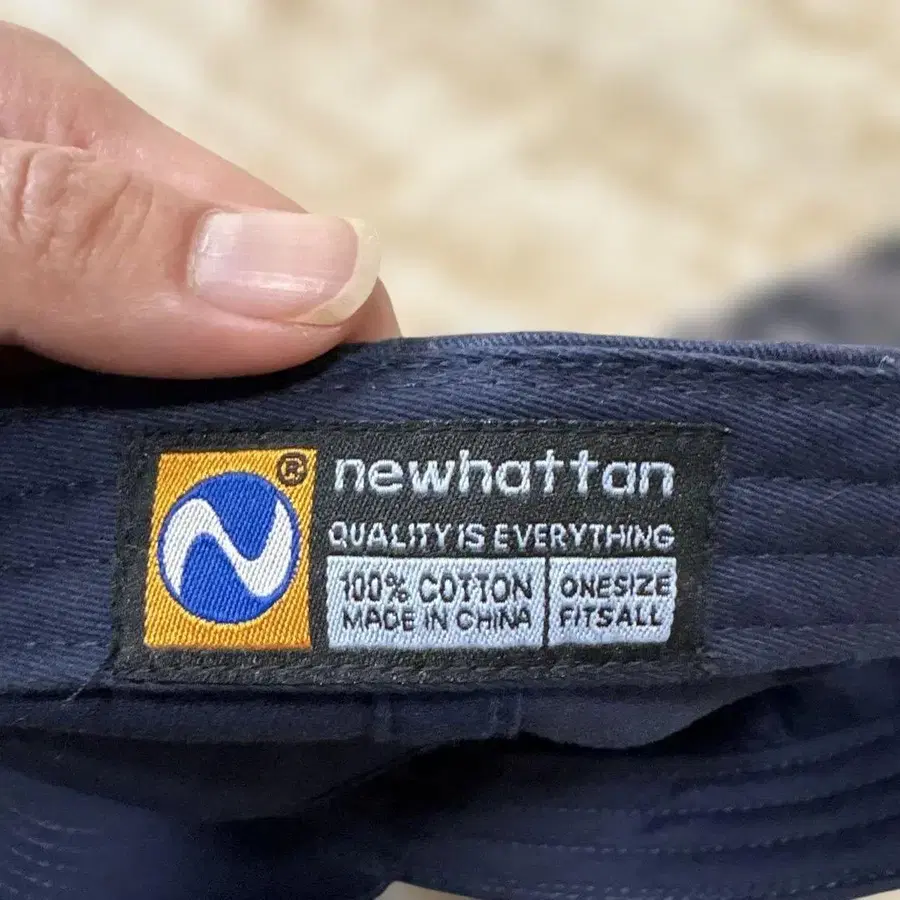 ® newhattan
QUALITY IS EVERYTHING
100% COTTON
MADE IN CHINA
ONESIZE
FITSALL